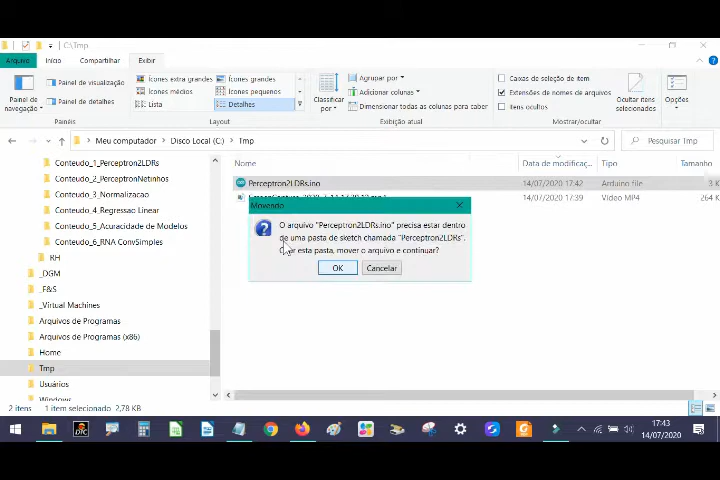 C:\Tmp
Arquivo Início Compartilhar Exibir
Painel de navegação
Painel de visualização
Painel de detalhes
Painéis
Ícones extra grandes Ícones grandes
Ícones médios Ícones pequenos
Lista Detalhes
Layout
Classificar por
Agrupar por
Adicionar colunas
Dimensionar todas as colunas para caber
Exibição atual
Caixas de seleção de item
Extensões de nomes de arquivos
Itens ocultos
Ocultar itens selecionados
Mostrar/ocultar
Opções
Meu computador > Disco Local (C:) > Tmp
Pesquisar Tmp
Conteudo_1_Perceptron2LDRs
Conteudo_2_PerceptronNetinhos
Conteudo_3_Normalizacao
Conteudo_4_Regressao Linear
Conteudo_5_Acuracidade de Modelos
Conteudo_6_RNA ConvSimples
RH
_DGM
_F&S
_Virtual Machines
Arquivos de Programas
Arquivos de Programas (x86)
Home
Tmp
Usuários
Windows
Nome Data de modificaç... Tipo Tamanho
Perceptron2LDRs.ino 14/07/2020 17:42 Arduino file 3 K
14/07/2020 17:39 Vídeo MP4 264 K
Movendo
O arquivo "Perceptron2LDRs.ino" precisa estar dentro
de uma pasta de sketch chamada "Perceptron2LDRs".
esta pasta, mover o arquivo e continuar?
OK Cancelar
2 itens 1 item selecionado 2,78 KB
DTC
17:43
14/07/2020